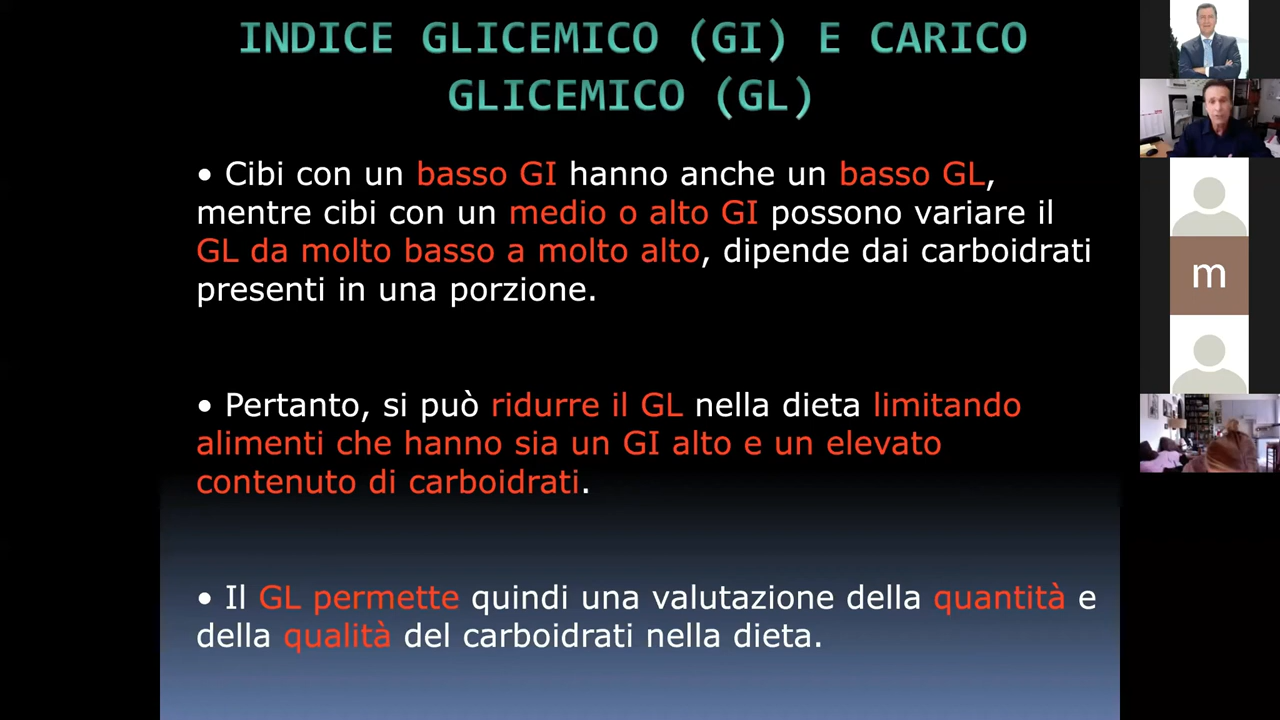 INDICE GLICEMICO (GI) E CARICO
GLICEMICO (GL)
• Cibi con un basso GI hanno anche un basso GL,
mentre cibi con un medio o alto GI possono variare il
GL da molto basso a molto alto, dipende dai carboidrati
presenti in una porzione.
• Pertanto, si può ridurre il GL nella dieta limitando
alimenti che hanno sia un GI alto e un elevato
contenuto di carboidrati.
• Il GL permette quindi una valutazione della quantità e
della qualità del carboidrati nella dieta.
m